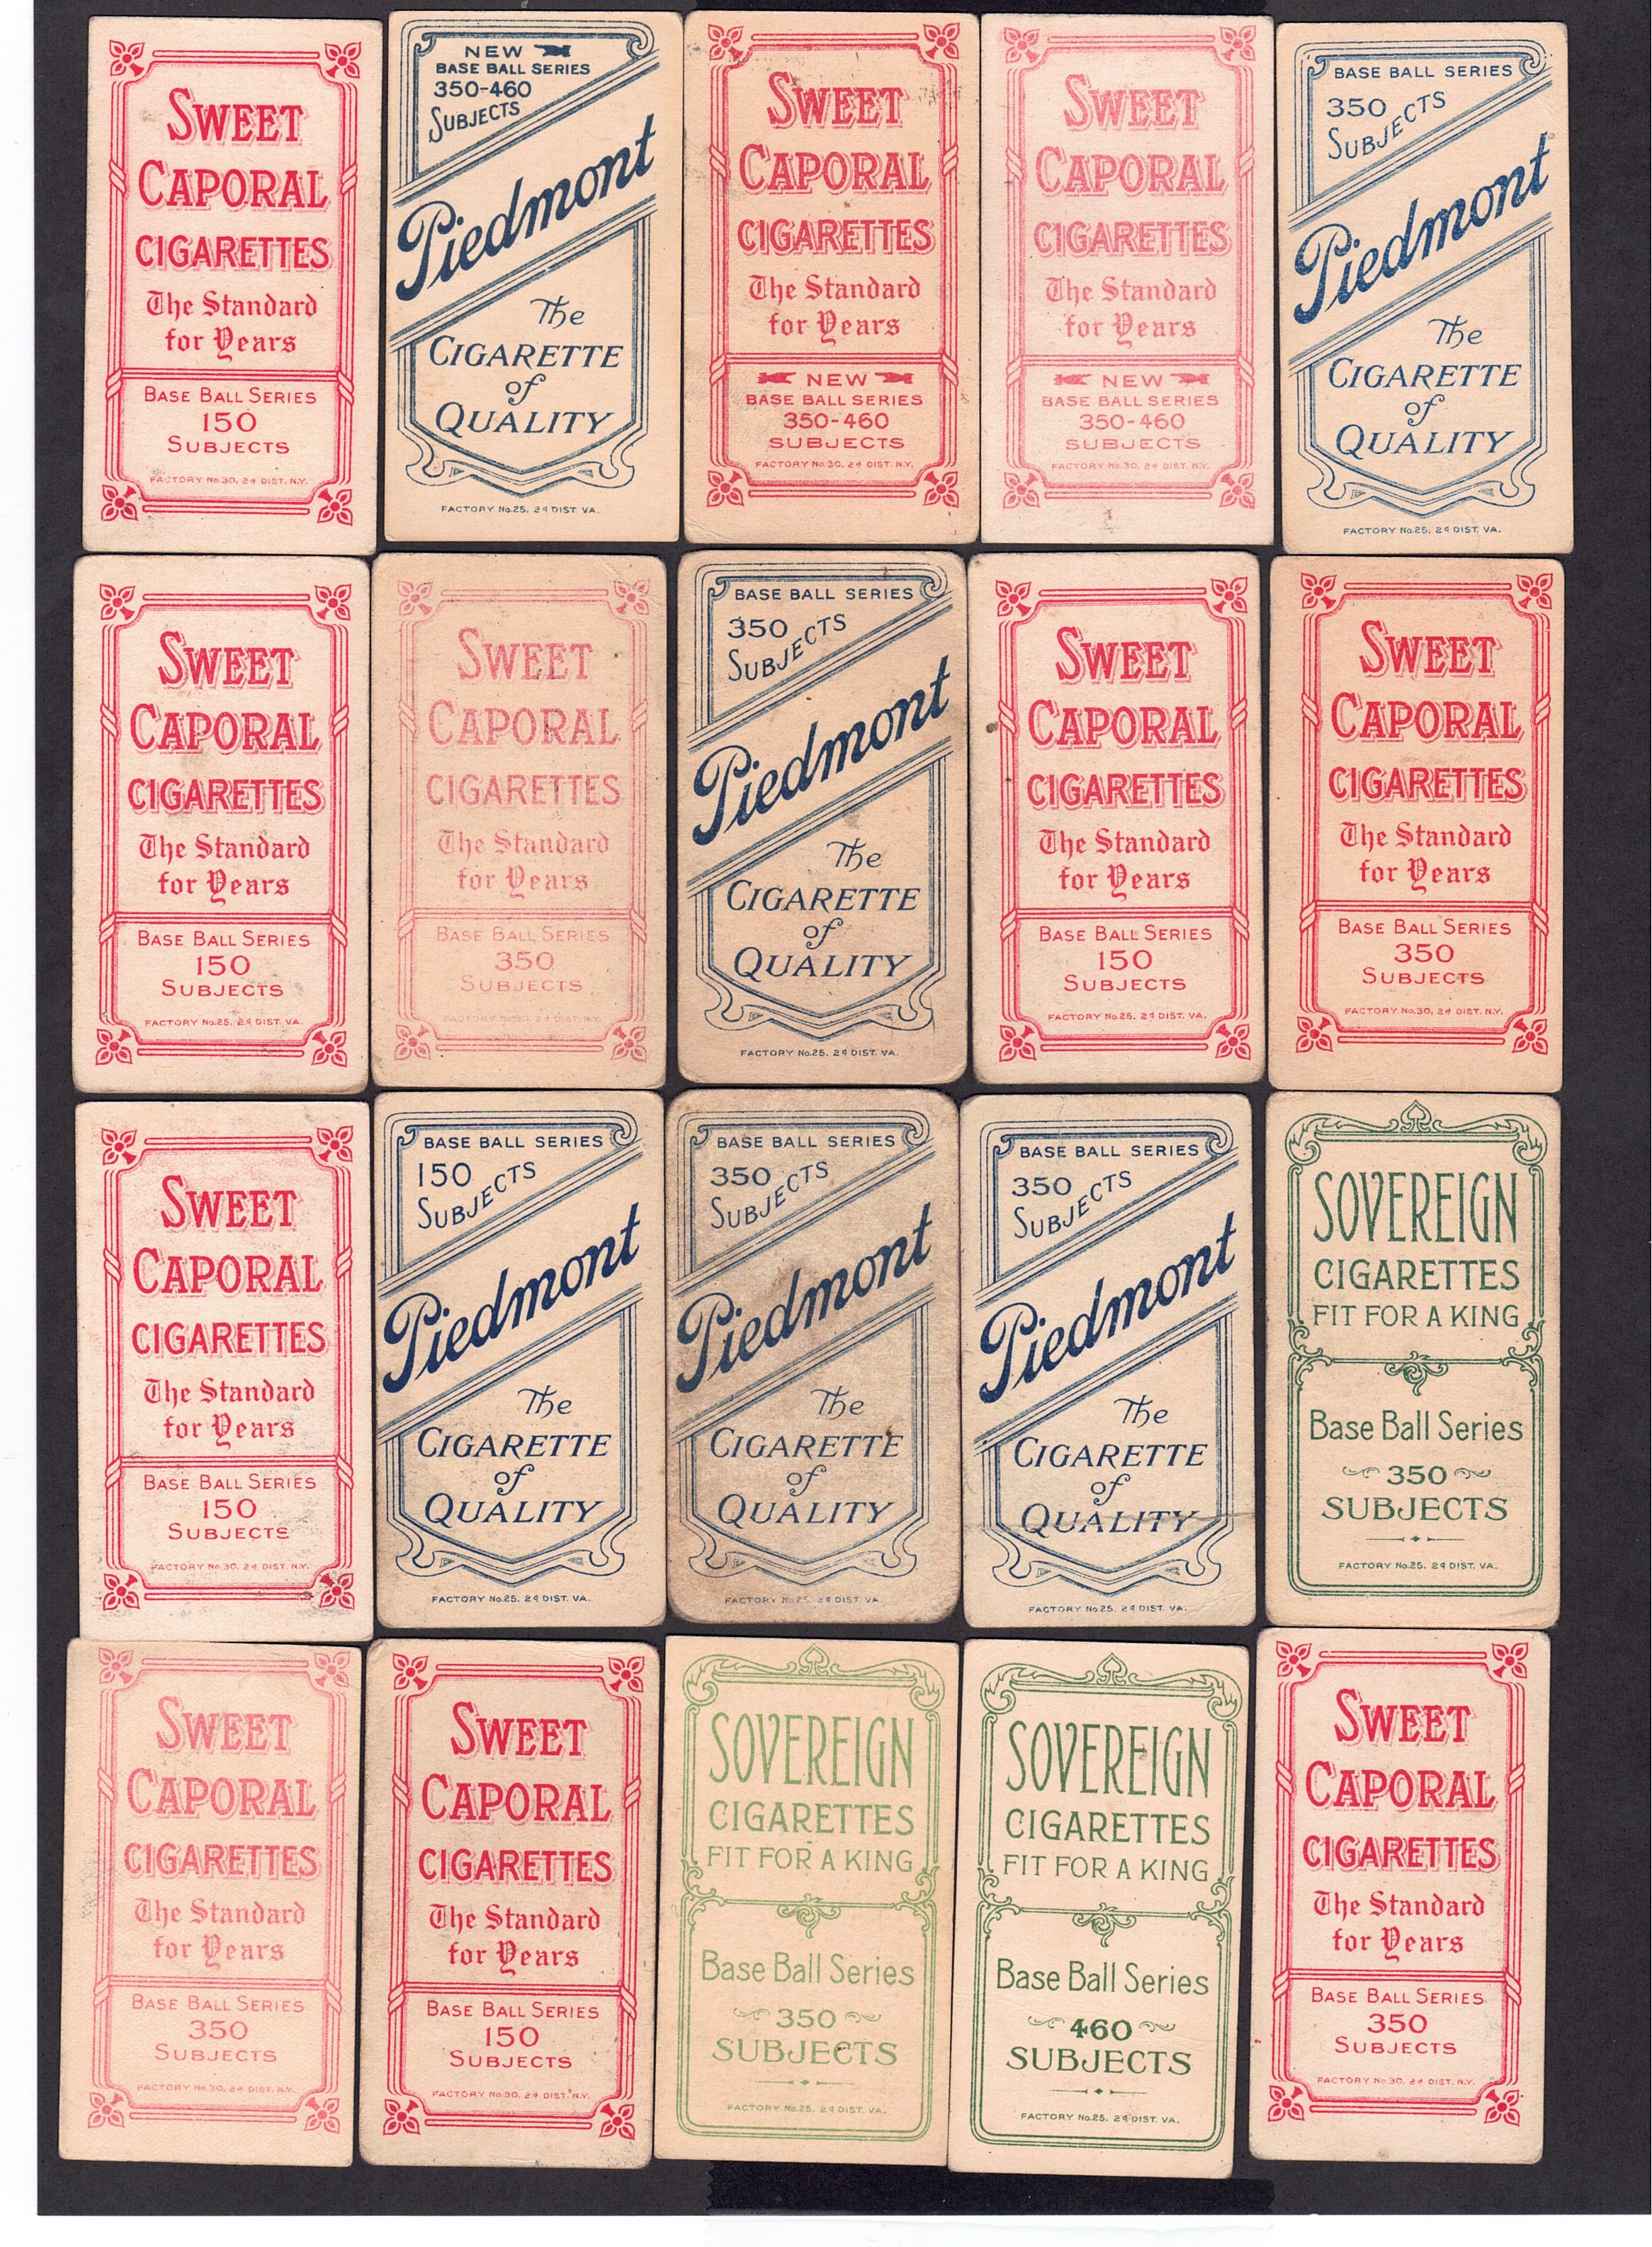 SWEET
CAPORAL
CIGARETTES
The Standard
for Years
BASE BALL SERIES
150
SUBJECTS
FACTORY No.30, 2d DIST. N.Y.
NEW
BASE BALL SERIES
350-460
SUBJECTS
Piedmont
The
CIGARETTE
of
QUALITY
FACTORY No.25, 2d DIST. VA.
SWEET
CAPORAL
CIGARETTES
The Standard
for Years
NEW
BASE BALL SERIES
350-460
SUBJECTS
FACTORY No.30, 2d DIST. N.Y.
SWEET
CAPORAL
CIGARETTES
The Standard
for Years
NEW
BASE BALL SERIES
350-460
SUBJECTS
FACTORY No.30, 2d DIST. N.Y.
BASE BALL SERIES
350
SUBJECTS
Piedmont
The
CIGARETTE
of
QUALITY
FACTORY No.25, 2d DIST. VA.
SWEET
CAPORAL
CIGARETTES
The Standard
for Years
BASE BALL SERIES
150
SUBJECTS
FACTORY No.25, 2d DIST. VA.
SWEET
CAPORAL
CIGARETTES
The Standard
for Years
BASE BALL SERIES
350
SUBJECTS
FACTORY No.30, 2d DIST. N.Y.
BASE BALL SERIES
350
SUBJECTS
Piedmont
The
CIGARETTE
of
QUALITY
FACTORY No.25, 2d DIST. VA.
SWEET
CAPORAL
CIGARETTES
The Standard
for Years
BASE BALL SERIES
150
SUBJECTS
FACTORY No.25, 2d DIST. VA.
SWEET
CAPORAL
CIGARETTES
The Standard
for Years
BASE BALL SERIES
350
SUBJECTS
FACTORY No.30, 2d DIST. N.Y.
SWEET
CAPORAL
CIGARETTES
The Standard
for Years
BASE BALL SERIES
150
SUBJECTS
FACTORY No.30, 2d DIST. N.Y.
BASE BALL SERIES
150
SUBJECTS
Piedmont
The
CIGARETTE
of
QUALITY
FACTORY No.25, 2d DIST. VA.
BASE BALL SERIES
350
SUBJECTS
Piedmont
The
CIGARETTE
of
QUALITY
FACTORY No.25, 2d DIST. VA.
BASE BALL SERIES
350
SUBJECTS
Piedmont
The
CIGARETTE
of
QUALITY
FACTORY No.25, 2d DIST. VA.
SOVEREIGN
CIGARETTES
FIT FOR A KING
Base Ball Series
350
SUBJECTS
FACTORY No.25, 2d DIST. VA.
SWEET
CAPORAL
CIGARETTES
The Standard
for Years
BASE BALL SERIES
350
SUBJECTS
FACTORY No.30, 2d DIST. N.Y.
SWEET
CAPORAL
CIGARETTES
The Standard
for Years
BASE BALL SERIES
150
SUBJECTS
FACTORY No.30, 2d DIST. N.Y.
SOVEREIGN
CIGARETTES
FIT FOR A KING
Base Ball Series
350
SUBJECTS
FACTORY No.25, 2d DIST. VA.
SOVEREIGN
CIGARETTES
FIT FOR A KING
Base Ball Series
460
SUBJECTS
FACTORY No.25, 2d DIST. VA.
SWEET
CAPORAL
CIGARETTES
The Standard
for Years
BASE BALL SERIES
350
SUBJECTS
FACTORY No.30, 2d DIST. N.Y.